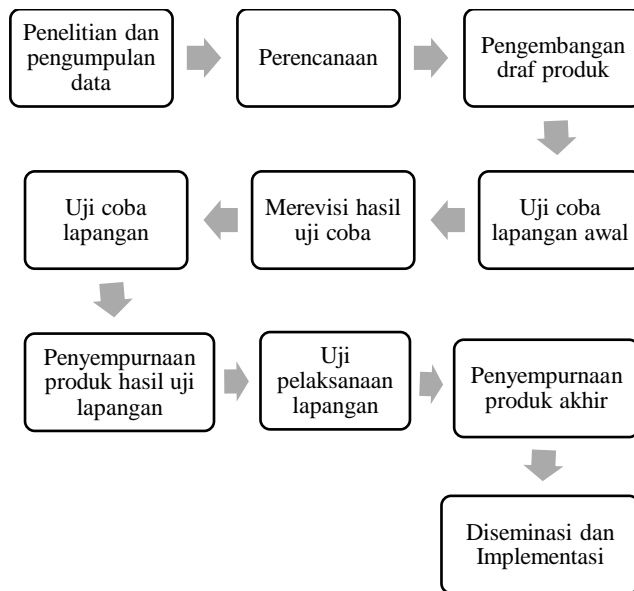 Penelitian dan
pengumpulan
data
Perencanaan
Pengembangan
draf produk
Uji coba
lapangan awal
Merevisi hasil
uji coba
Uji coba
lapangan
Penyempurnaan
produk hasil uji
lapangan
Uji
pelaksanaan
lapangan
Penyempurnaan
produk akhir
Diseminasi dan
Implementasi